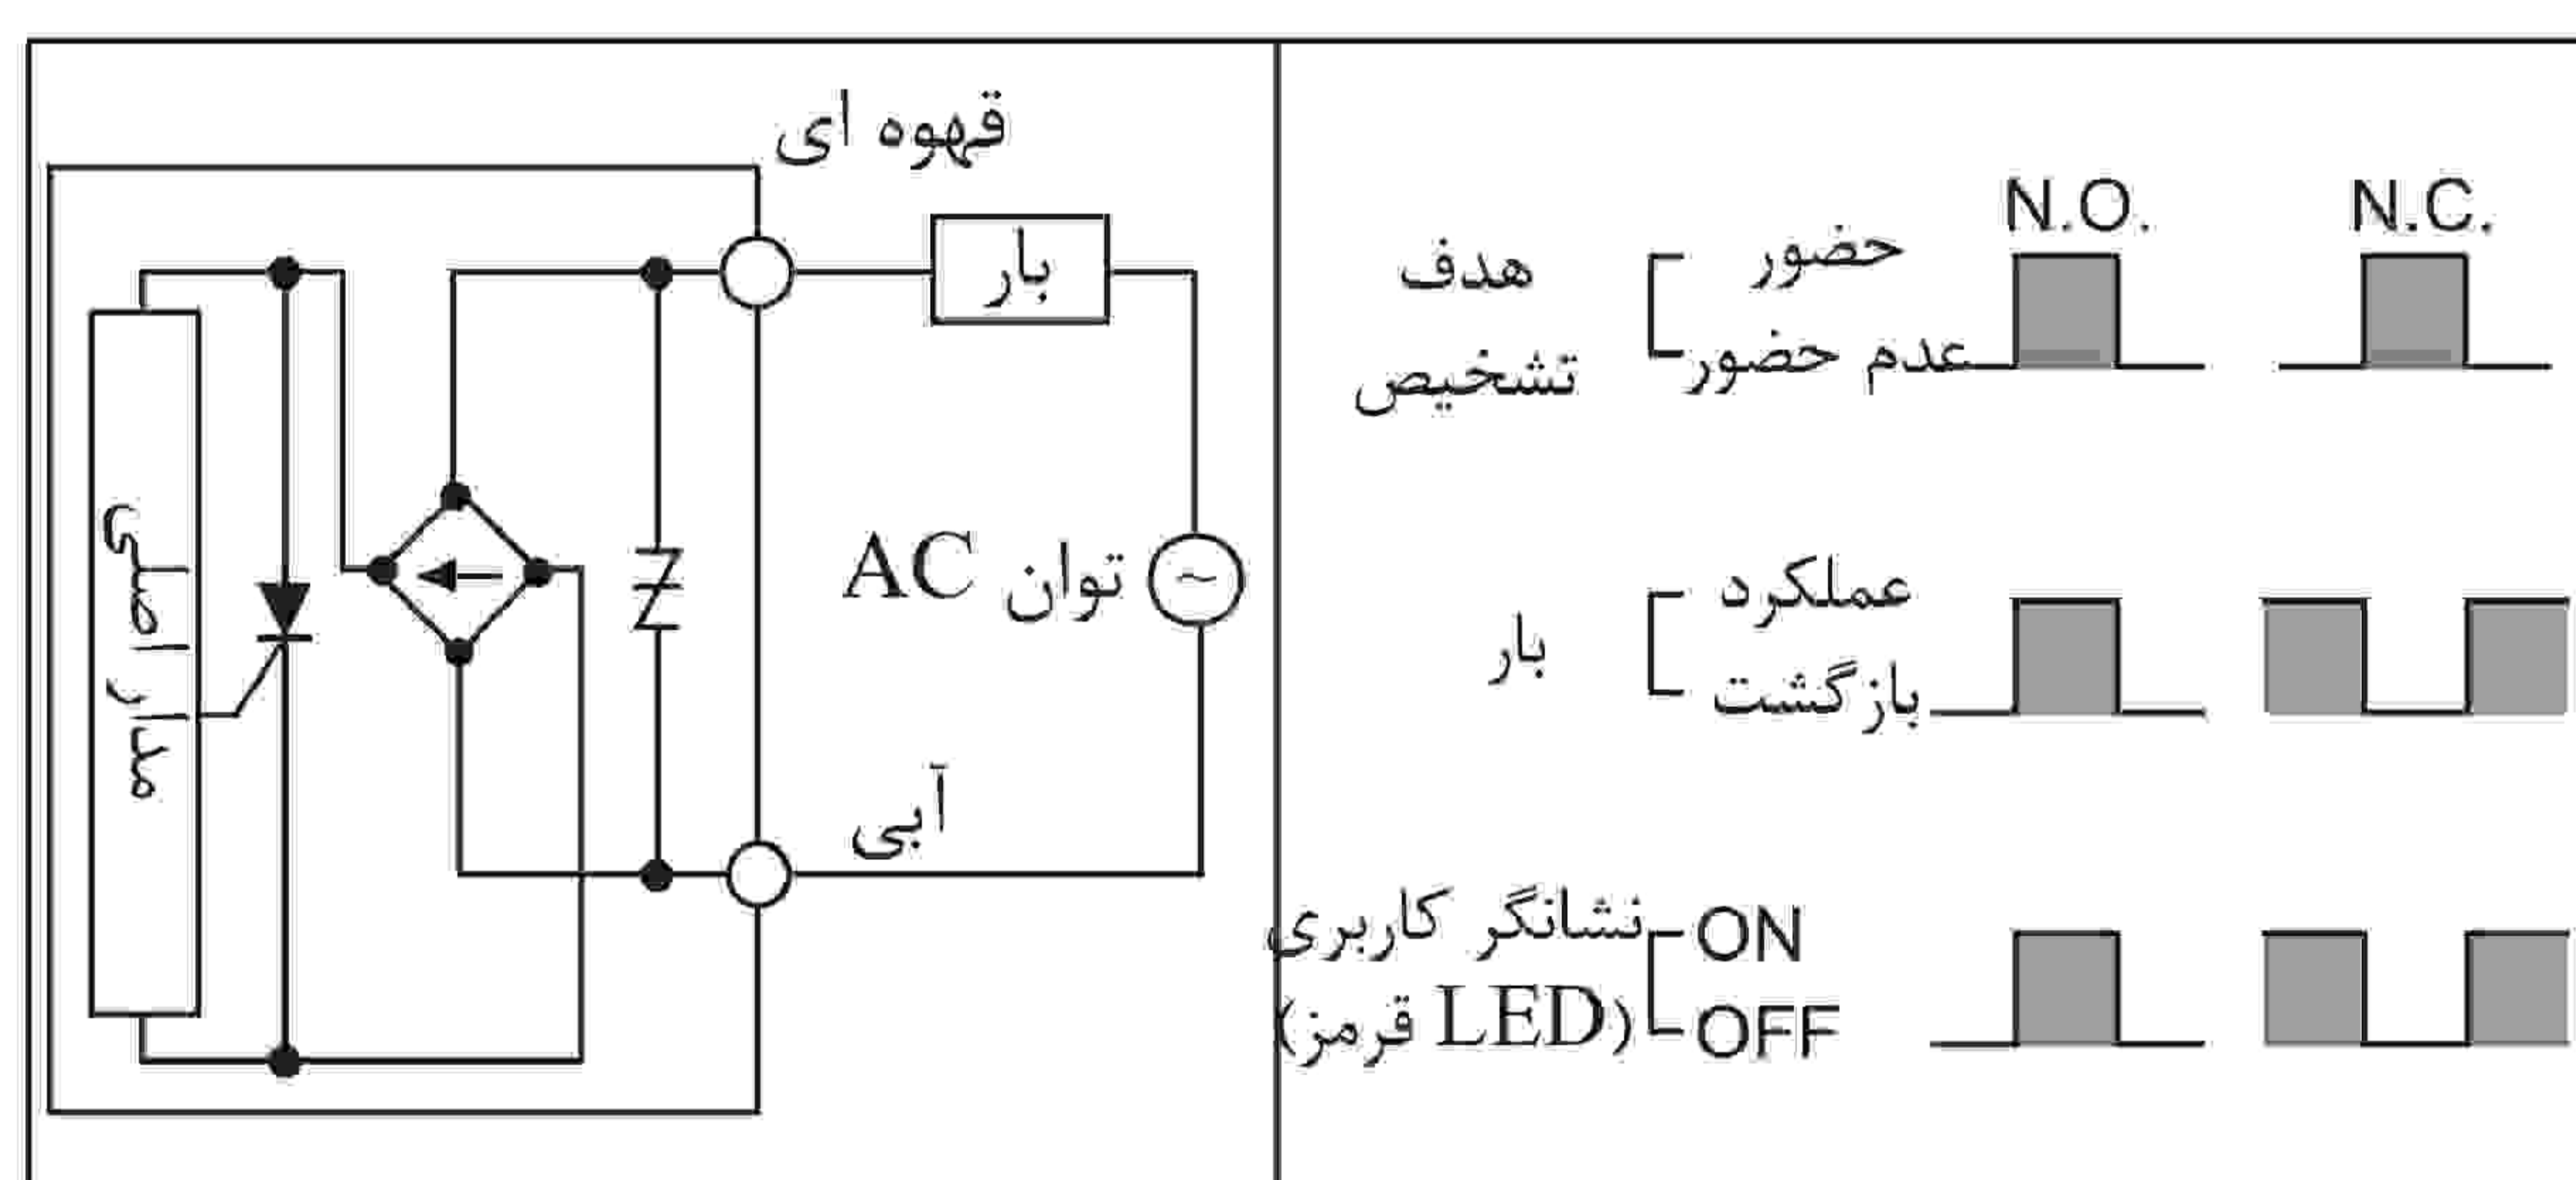 قهوه ای
بار
توان AC
آبی
مدار اصلی
N.O.
N.C.
هدف
تشخیص
حضور
عدم حضور
بار
عملکرده
بازگشت
نشانگر کاربری
(LED قرمز)
ON
OFF